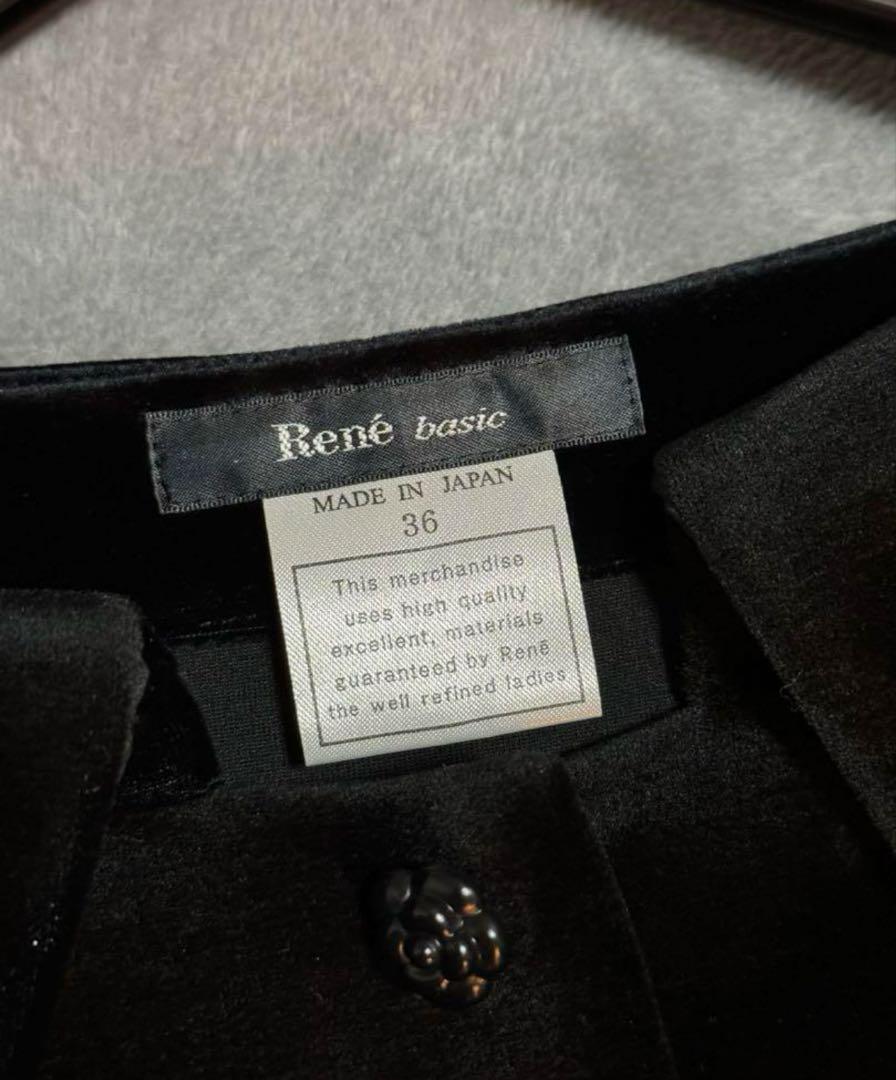 René basic
MADE IN JAPAN
36
This merchandise
uses high quality
excellent, materials
guaranteed by René
the well refined ladies